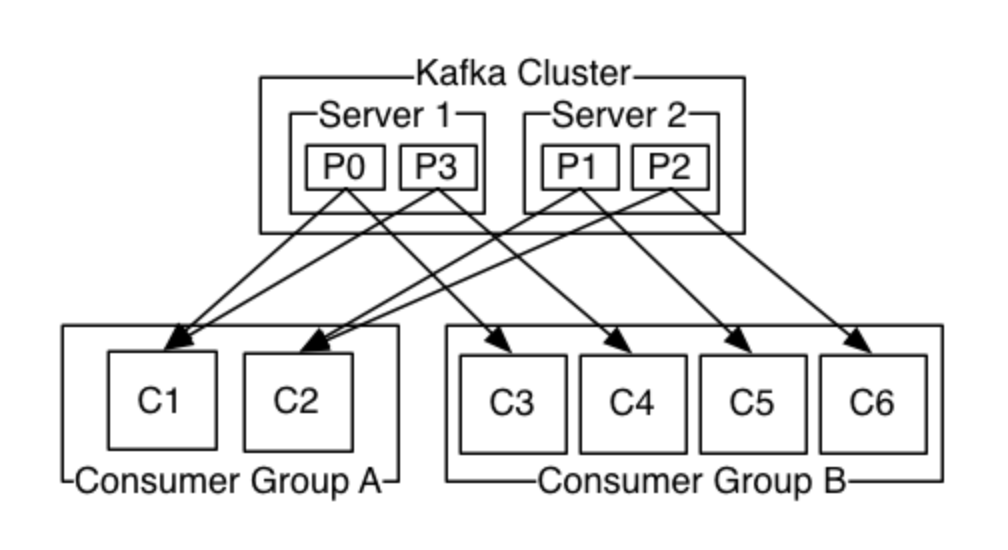 Kafka Cluster
Server 1
Server 2
P0
P3
P1
P2
C1
C2
C3
C4
C5
C6
Consumer Group A
Consumer Group B